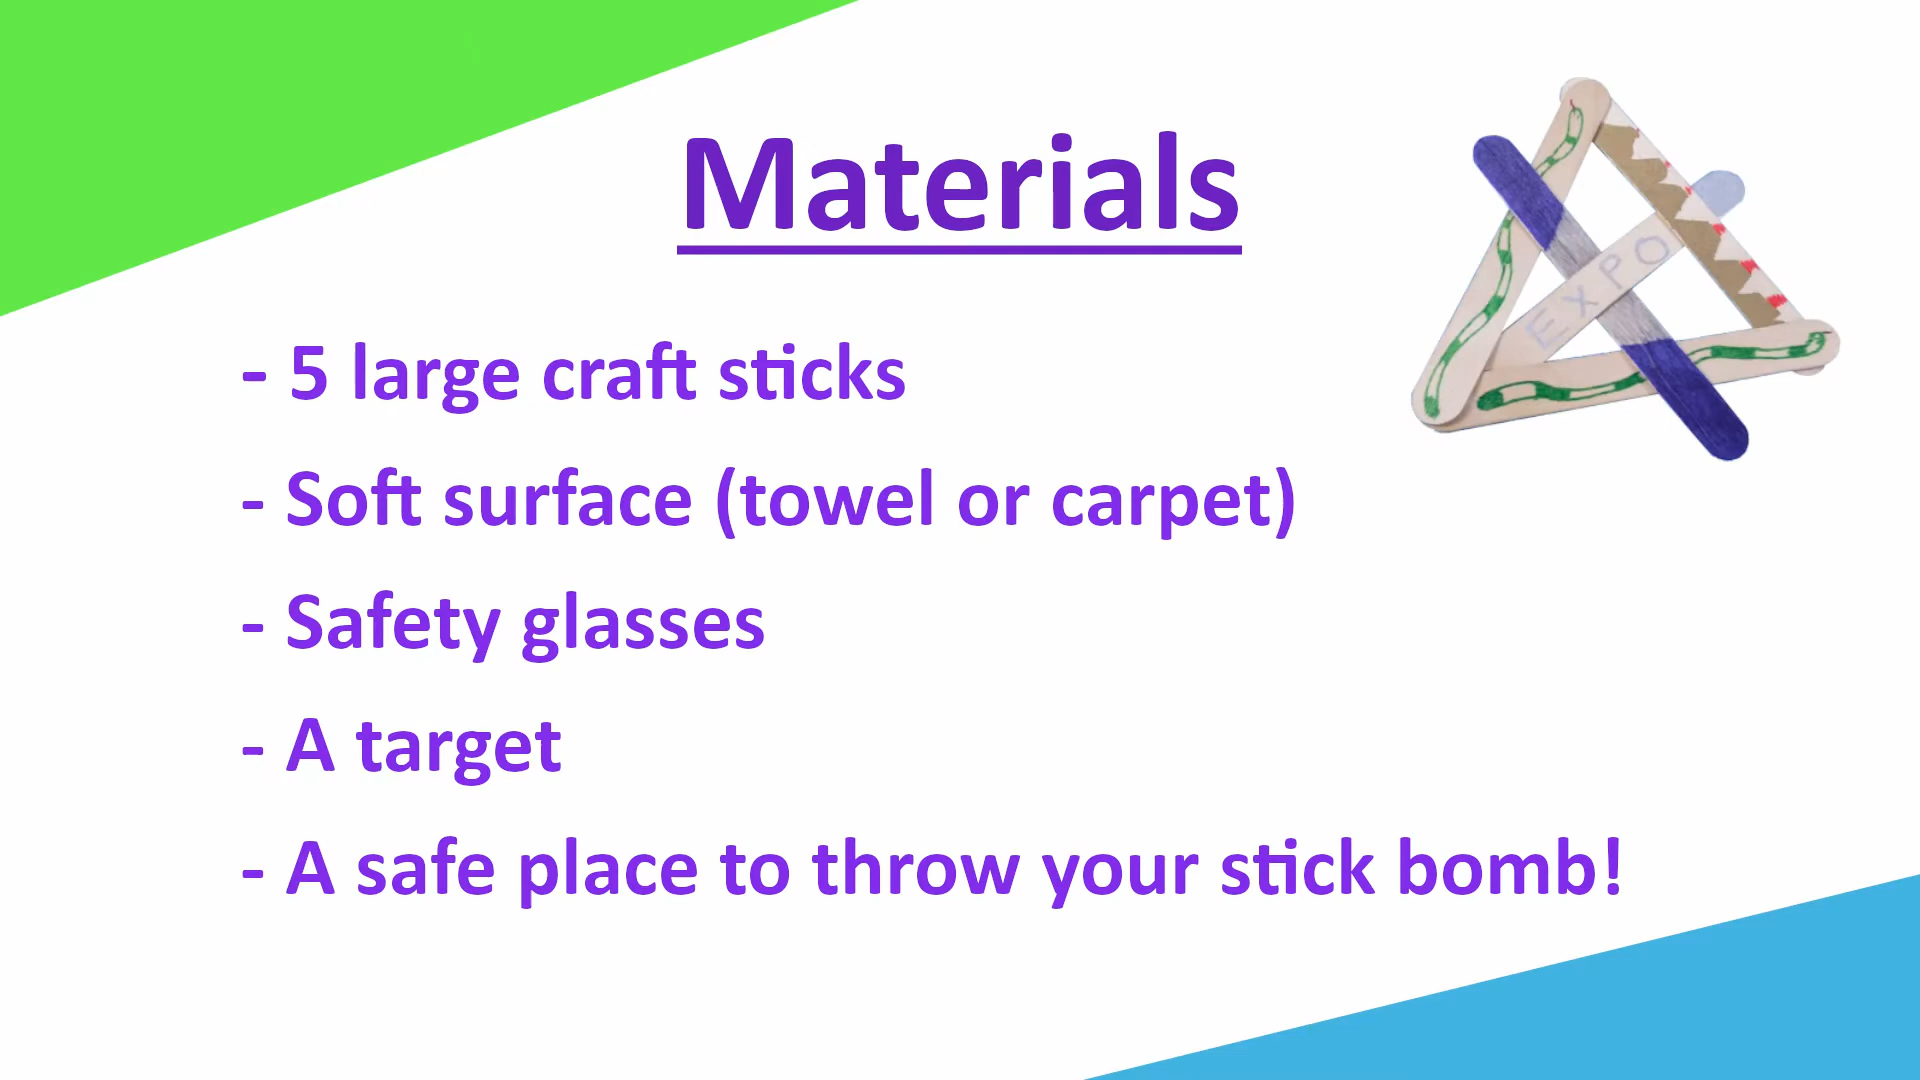 Materials
- 5 large craft sticks
EXPO
- Soft surface (towel or carpet)
- Safety glasses
- A target
- A safe place to throw your stick bomb!